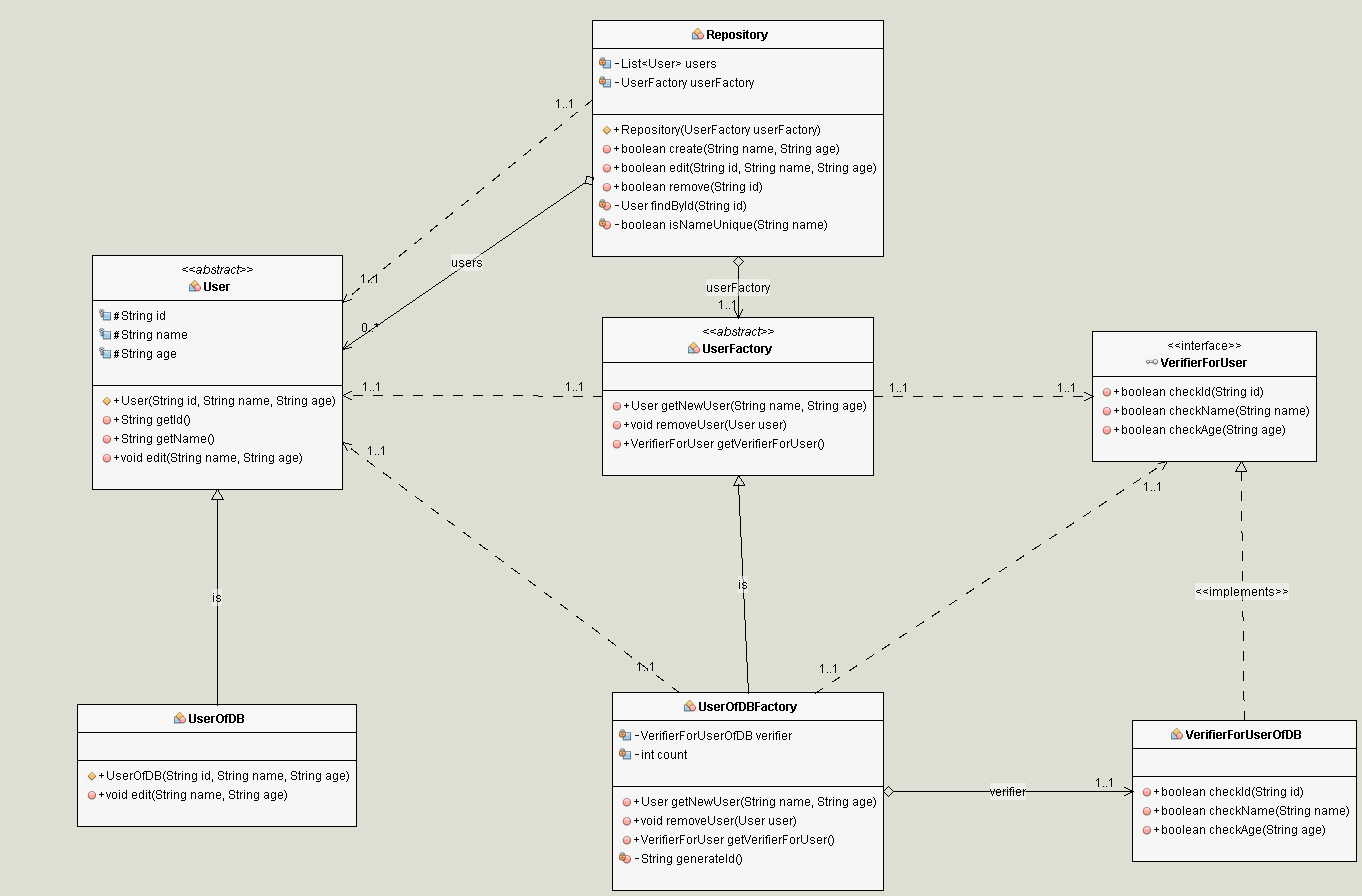 Repository
-List<User> users
-UserFactory userFactory
+Repository(UserFactory userFactory)
+boolean create(String name, String age)
+boolean edit(String id, String name, String age)
+boolean remove(String id)
-User findById(String id)
-boolean isNameUnique(String name)
1..1
1..1
users
0..*
userFactory
1..1
<<abstract>>
User
#String id
#String name
#String age
+User(String id, String name, String age)
+String getId()
+String getName()
+void edit(String name, String age)
<<abstract>>
UserFactory
+User getNewUser(String name, String age)
+void removeUser(User user)
+VerifierForUser getVerifierForUser()
<<interface>>
VerifierForUser
+boolean checkId(String id)
+boolean checkName(String name)
+boolean checkAge(String age)
1..1
1..1
1..1
1..1
1..1
1..1
is
is
<<implements>>
1..1
1..1
UserOfDB
+UserOfDB(String id, String name, String age)
+void edit(String name, String age)
UserOfDBFactory
-VerifierForUserOfDB verifier
-int count
+User getNewUser(String name, String age)
+void removeUser(User user)
+VerifierForUser getVerifierForUser()
-String generateId()
verifier
1..1
VerifierForUserOfDB
+boolean checkId(String id)
+boolean checkName(String name)
+boolean checkAge(String age)